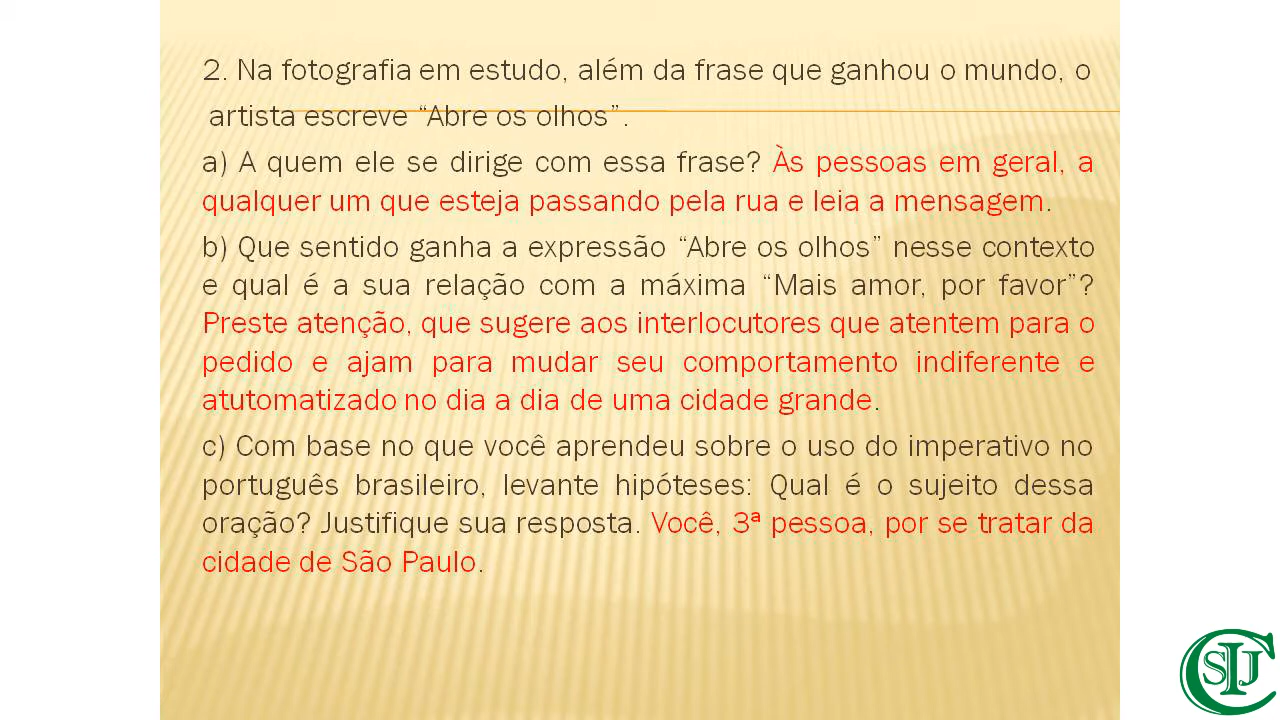 2. Na fotografia em estudo, além da frase que ganhou o mundo, o
artista escreve “Abre os olhos”.
a) A quem ele se dirige com essa frase? Às pessoas em geral, a
qualquer um que esteja passando pela rua e leia a mensagem.
b) Que sentido ganha a expressão “Abre os olhos” nesse contexto
e qual é a sua relação com a máxima “Mais amor, por favor”?
Preste atenção, que sugere aos interlocutores que atentem para o
pedido e ajam para mudar seu comportamento indiferente e
atutomatizado no dia a dia de uma cidade grande.
c) Com base no que você aprendeu sobre o uso do imperativo no
português brasileiro, levante hipóteses: Qual é o sujeito dessa
oração? Justifique sua resposta. Você, 3ª pessoa, por se tratar da
cidade de São Paulo.
CSIJ